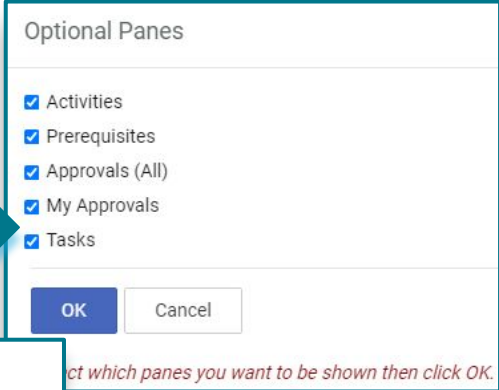 Optional Panes
Activities
Prerequisites
Approvals (All)
My Approvals
Tasks
OK Cancel
which panes you want to be shown then click OK.